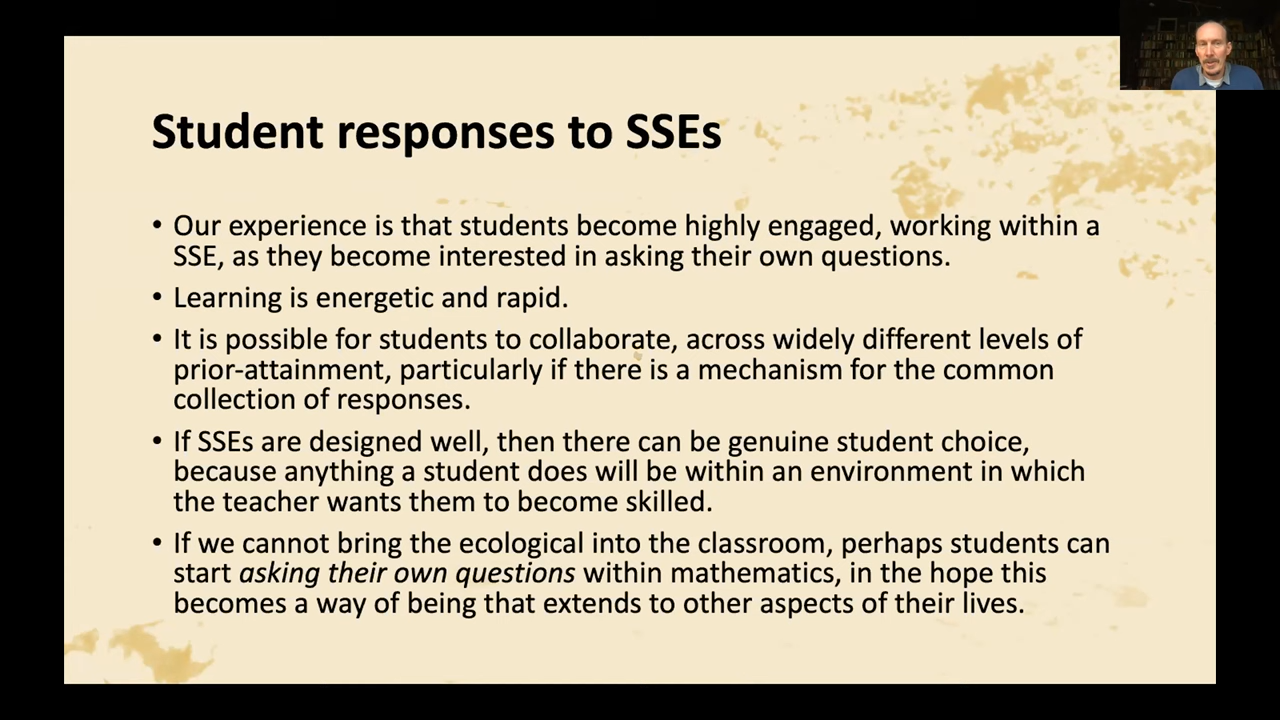 Student responses to SSEs
• Our experience is that students become highly engaged, working within a
SSE, as they become interested in asking their own questions.
• Learning is energetic and rapid.
• It is possible for students to collaborate, across widely different levels of
prior-attainment, particularly if there is a mechanism for the common
collection of responses.
• If SSEs are designed well, then there can be genuine student choice,
because anything a student does will be within an environment in which
the teacher wants them to become skilled.
• If we cannot bring the ecological into the classroom, perhaps students can
start asking their own questions within mathematics, in the hope this
becomes a way of being that extends to other aspects of their lives.